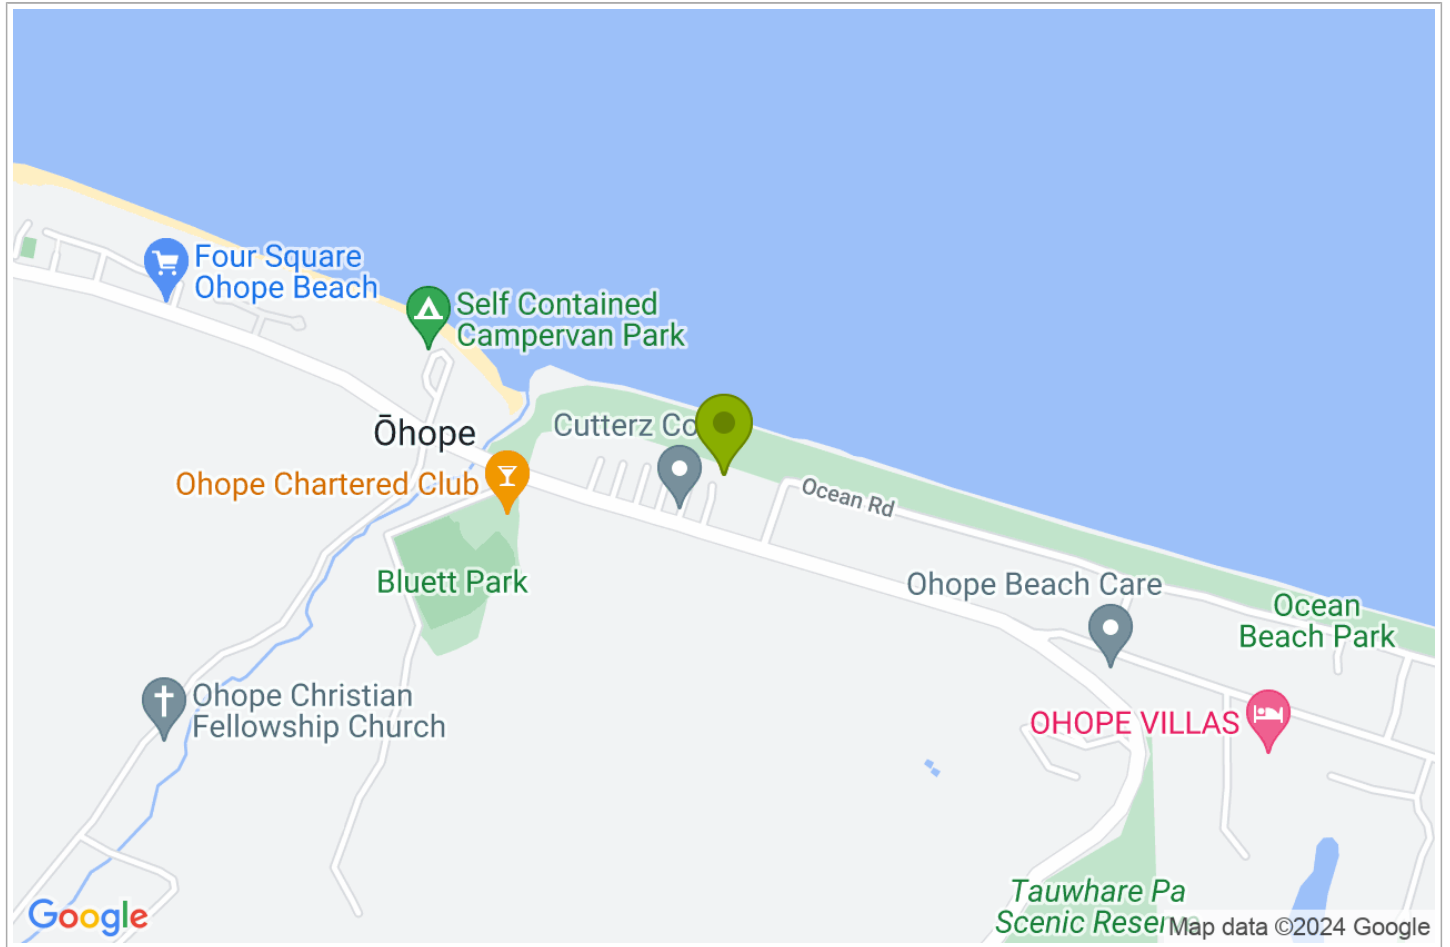 Four Square
Ohope Beach
Self Contained
Campervan Park
Ōhope
Cutterz Co
Ohope Chartered Club
Ocean Rd
Bluett Park
Ohope Beach Care
Ocean
Beach Park
Ohope Christian
Fellowship Church
OHOPE VILLAS
Tauwhare Pa
Scenic
Google
Map data ©2024 Google